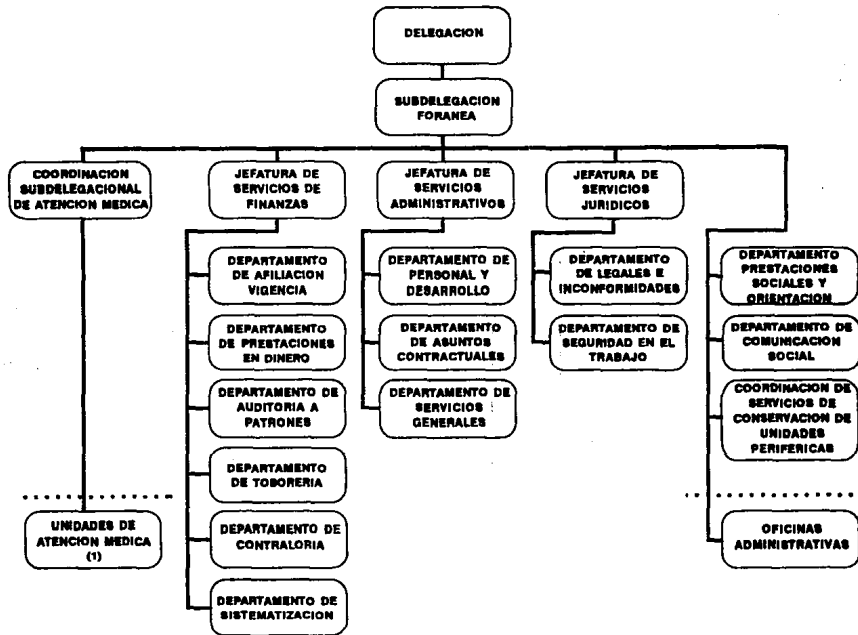 DELEGACION
SUBDELEGACION
FORANEA
COORDINACION
SUBDELEGACIONAL
DE ATENCION MEDICA
JEFATURA DE
SERVICIOS DE
FINANZAS
JEFATURA DE
SERVICIOS
ADMINISTRATIVOS
JEFATURA DE
SERVICIOS
JURIDICOS
DEPARTAMENTO
DE AFILIACION
VIGENCIA
DEPARTAMENTO
DE PRESTACIONES
EN DINERO
DEPARTAMENTO DE
AUDITORIA A
PATRONES
DEPARTAMENTO
DE TOBORERIA
DEPARTAMENTO DE
CONTRALORIA
DEPARTAMENTO DE
SISTEMATIZACION
DEPARTAMENTO DE
PERSONAL Y
DESARROLLO
DEPARTAMENTO
DE ASUNTOS
CONTRACTUALES
DEPARTAMENTO DE
SERVICIOS
GENERALES
DEPARTAMENTO
DE LEGALES E
INCONFORMIDADES
DEPARTAMENTO DE
SEGURIDAD EN EL
TRABAJO
DEPARTAMENTO
PRESTACIONES
SOCIALES Y
ORIENTACION
DEPARTAMENTO DE
COMUNICACION
SOCIAL
COORDINACION DE
SERVICIOS DE
CONSERVACION DE
UNIDADES
PERIFERICAS
UNIDADES DE
ATENCION MEDICA
(1)
OFICINAS
ADMINISTRATIVAS